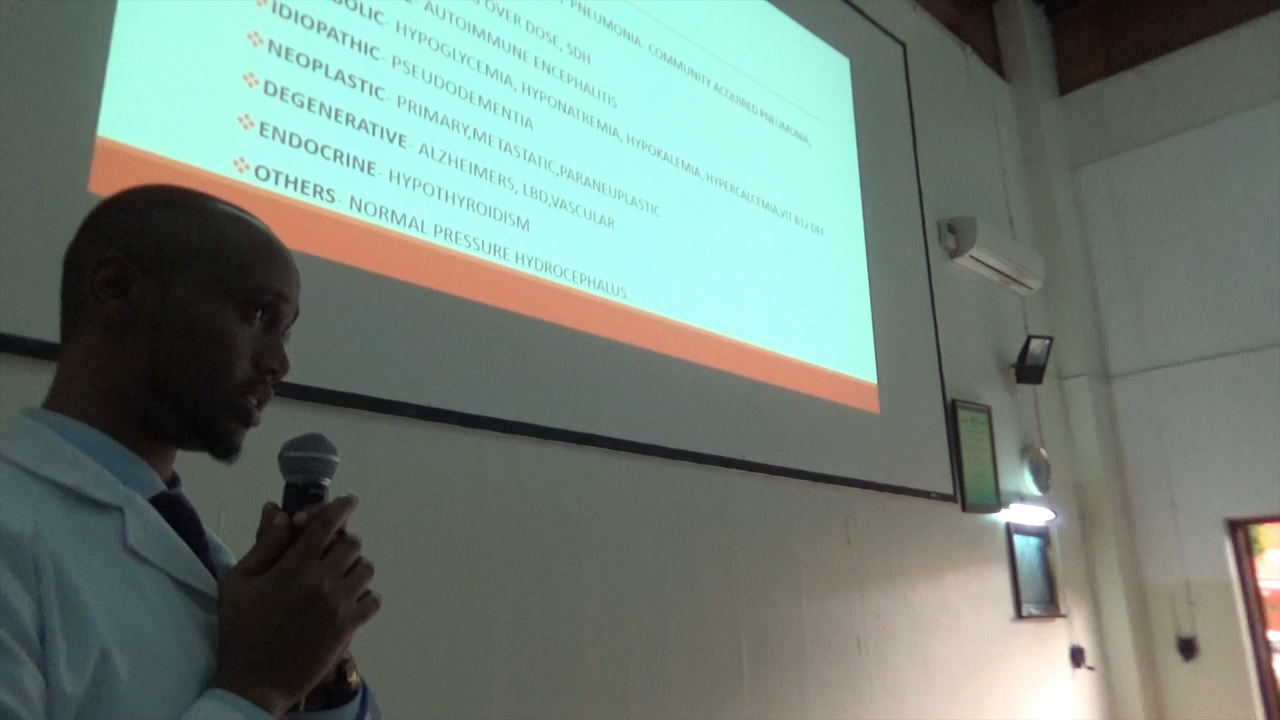 PNEUMONIA- COMMUNITY ACQUIRED PNEUMONIA
OVER DOSE, SDH
- AUTOIMMUNE ENCEPHALITIS
BOLIC- HYPOGLYCEMIA, HYPONATREMIA, HYPOKALEMIA, HYPERCALCEMIA,VIT B12 DEF
IDIOPATHIC- PSEUDODEMENTIA
NEOPLASTIC- PRIMARY,METASTATIC,PARANEUPLASTIC
DEGENERATIVE- ALZHEIMERS, LBD,VASCULAR
ENDOCRINE- HYPOTHYROIDISM
OTHERS- NORMAL PRESSURE HYDROCEPHALUS